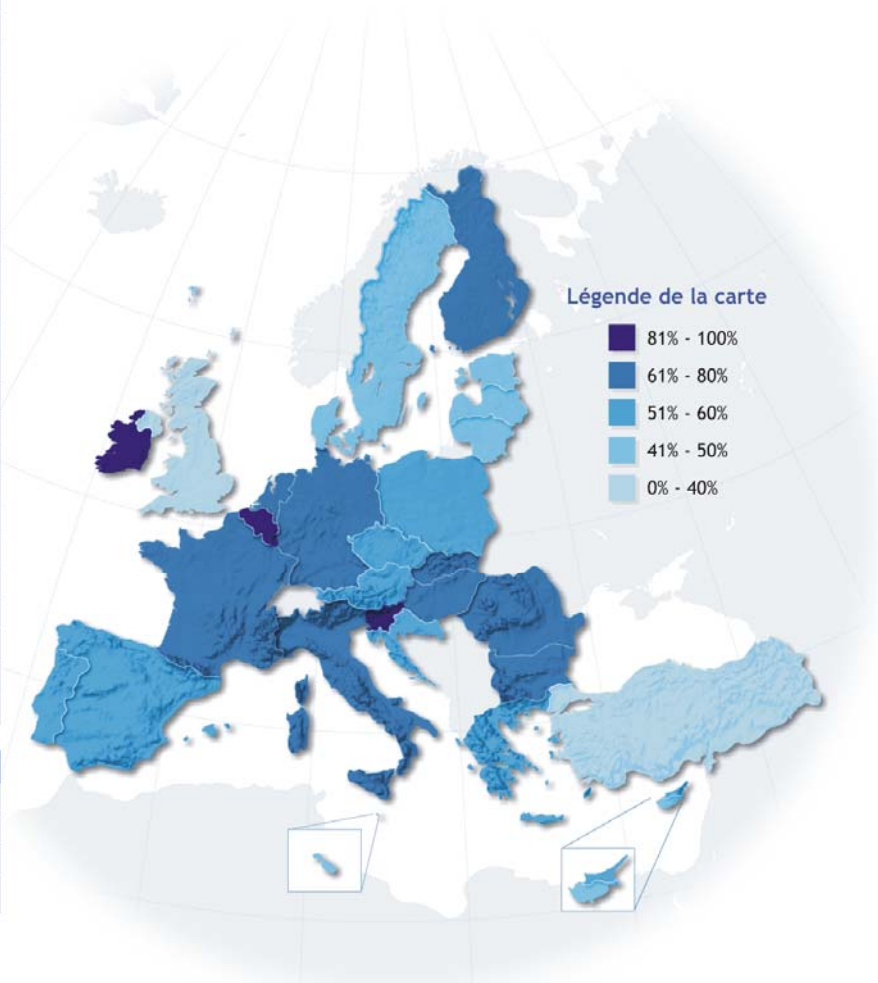 Légende de la carte
81% - 100%
61% - 80%
51% - 60%
41% - 50%
0% - 40%